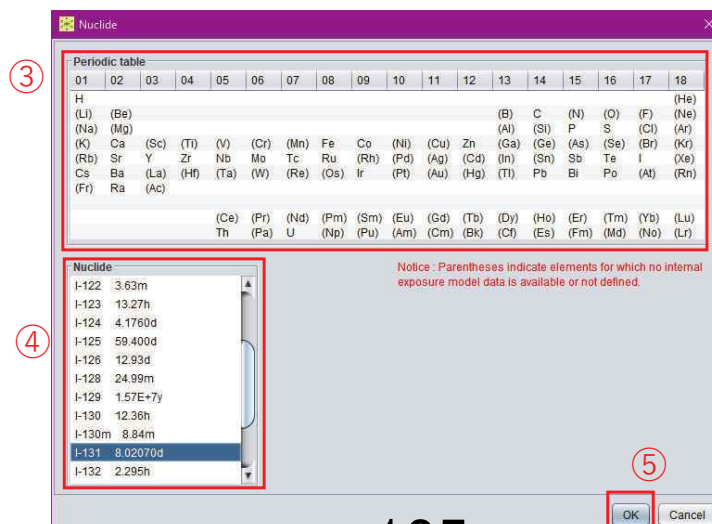 Nuclide
③
Periodic table
01 02 03 04 05 06 07 08 09 10 11 12 13 14 15 16 17 18
H (He)
(Li) (Be) (B) C (N) (O) (F) (Ne)
(Na) (Mg) (Al) (Si) P S (Cl) (Ar)
(K) Ca (Sc) (Ti) (V) (Cr) (Mn) Fe Co (Ni) (Cu) Zn (Ga) (Ge) (As) (Se) (Br) (Kr)
(Rb) Sr Y Zr Nb Mo Tc Ru (Rh) (Pd) (Ag) (Cd) (In) (Sn) Sb Te I (Xe)
Cs Ba (La) (Hf) (Ta) (W) (Re) (Os) Ir (Pt) (Au) (Hg) (Tl) Pb Bi Po (At) (Rn)
(Fr) Ra (Ac)
(Ce) (Pr) (Nd) (Pm) (Sm) (Eu) (Gd) (Tb) (Dy) (Ho) (Er) (Tm) (Yb) (Lu)
Th (Pa) U (Np) (Pu) (Am) (Cm) (Bk) (Cf) (Es) (Fm) (Md) (No) (Lr)
④
Nuclide
I-122 3.63m
I-123 13.27h
I-124 4.1760d
I-125 59.400d
I-126 12.93d
I-128 24.99m
I-129 1.57E+7y
I-130 12.36h
I-130m 8.84m
I-131 8.02070d
I-132 2.295h
Notice : Parentheses indicate elements for which no internal
exposure model data is available or not defined.
⑤
OK Cancel